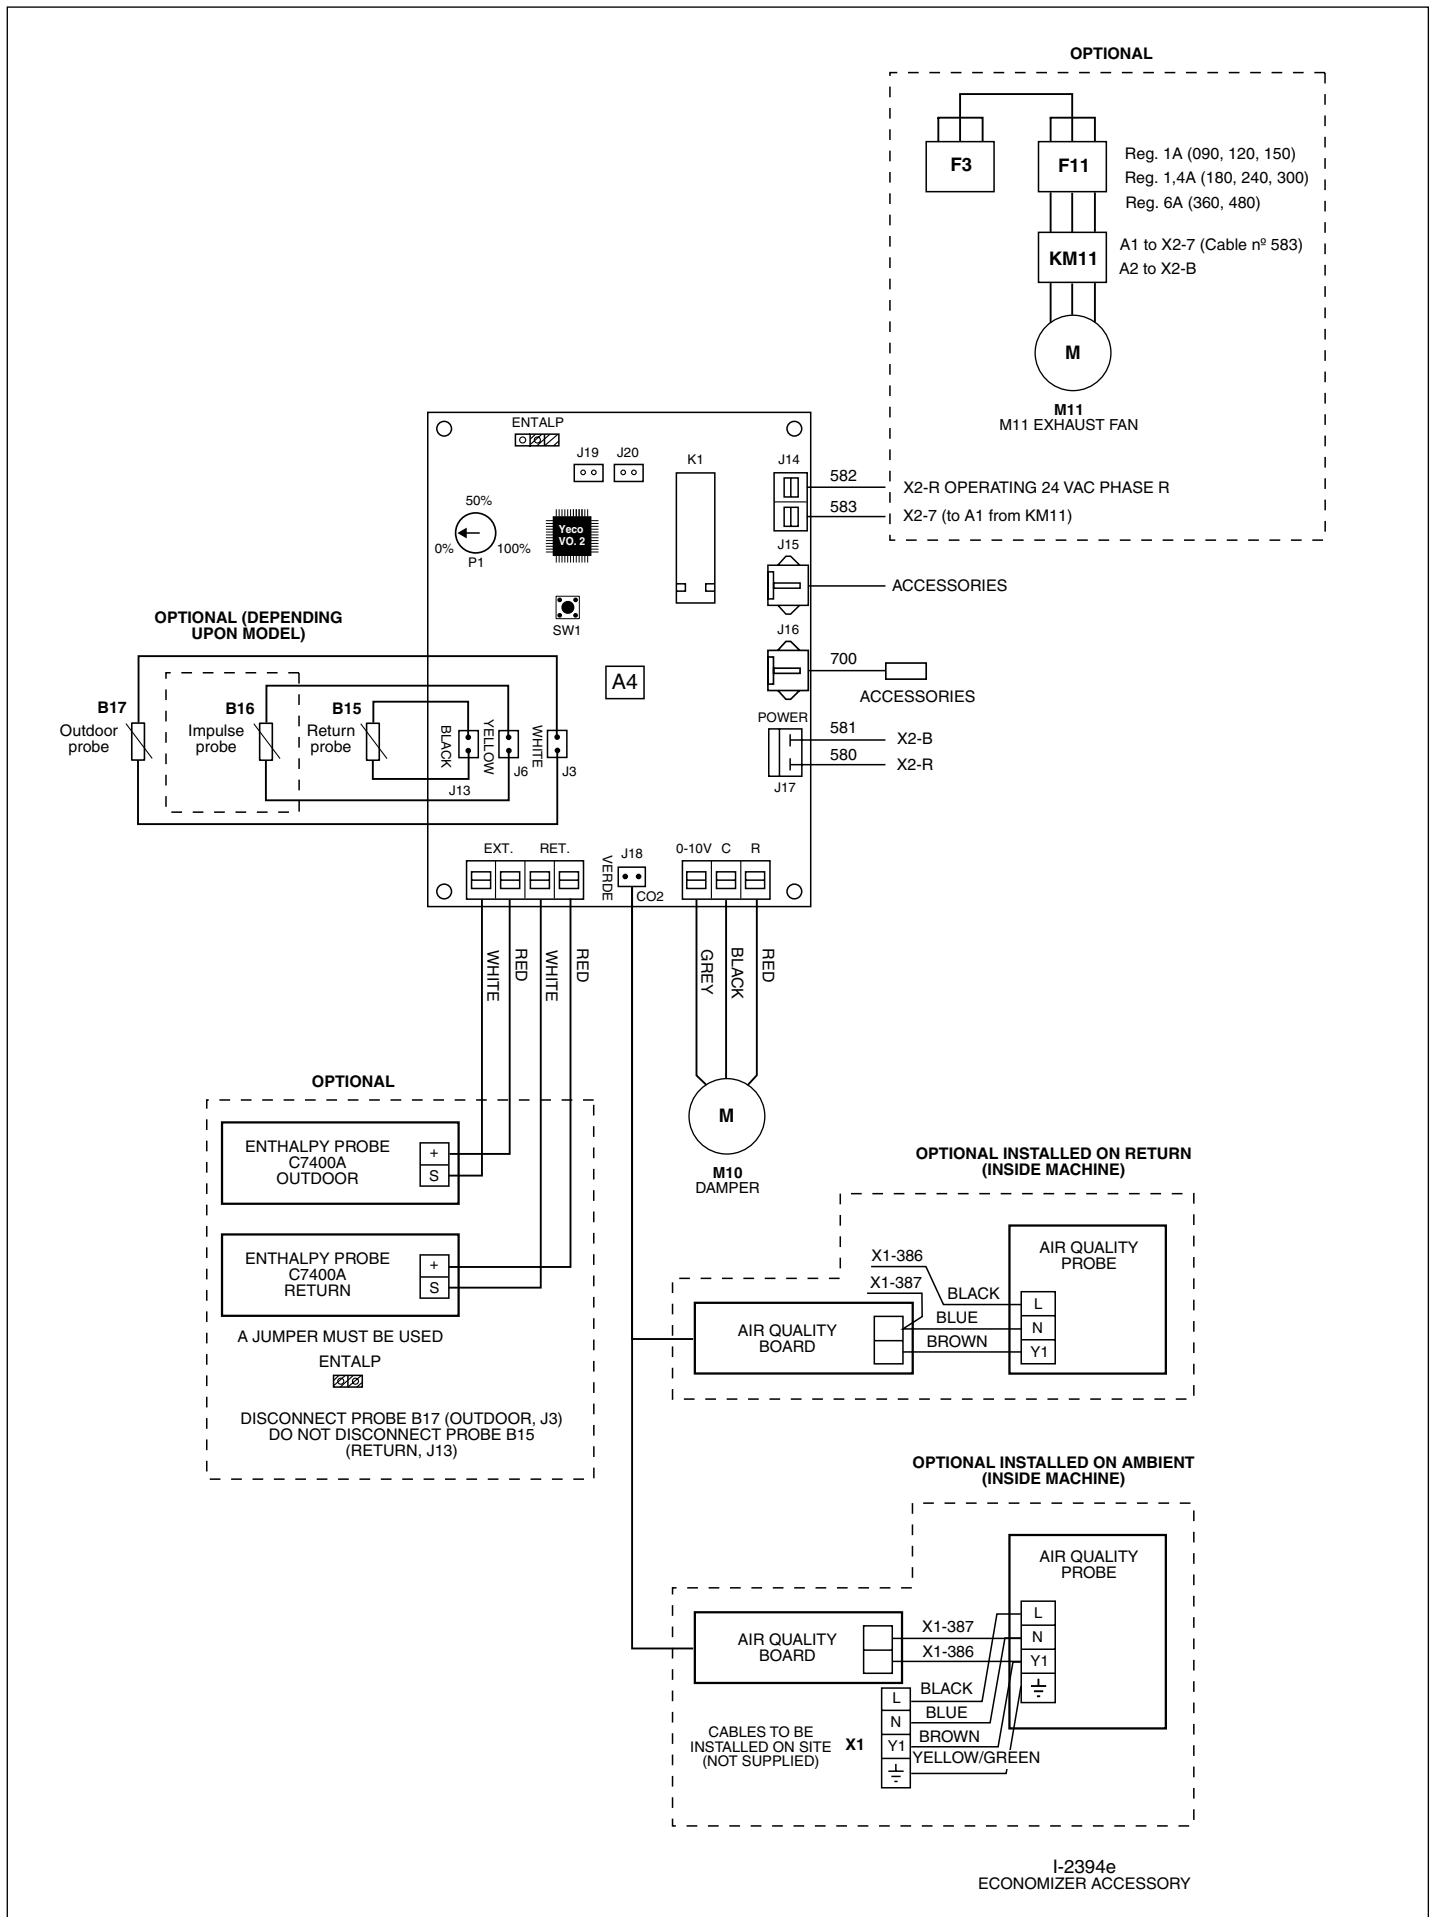 OPTIONAL
F3
F11
Reg. 1A (090, 120, 150)
Reg. 1,4A (180, 240, 300)
Reg. 6A (360, 480)
KM11
A1 to X2-7 (Cable nº 583)
A2 to X2-B
M
M11
M11 EXHAUST FAN
ENTALP
J19
J20
K1
J14
582
X2-R OPERATING 24 VAC PHASE R
583
X2-7 (to A1 from KM11)
50%
0%
100%
P1
Yeco
VO. 2
J15
ACCESSORIES
SW1
J16
700
ACCESSORIES
A4
OPTIONAL (DEPENDING
UPON MODEL)
B17
Outdoor
probe
B16
Impulse
probe
B15
Return
probe
BLACK
YELLOW
WHITE
J13
J6
J3
POWER
581
X2-B
580
X2-R
J17
EXT.
RET.
VERDE
J18
CO2
0-10V
C
R
WHITE
RED
WHITE
RED
GREY
BLACK
RED
M
M10
DAMPER
OPTIONAL
ENTHALPY PROBE
C7400A
OUTDOOR
+
S
ENTHALPY PROBE
C7400A
RETURN
+
S
A JUMPER MUST BE USED
ENTALP
DISCONNECT PROBE B17 (OUTDOOR, J3)
DO NOT DISCONNECT PROBE B15
(RETURN, J13)
OPTIONAL INSTALLED ON RETURN
(INSIDE MACHINE)
AIR QUALITY
PROBE
X1-386
X1-387
BLACK
BLUE
BROWN
L
N
Y1
AIR QUALITY
BOARD
OPTIONAL INSTALLED ON AMBIENT
(INSIDE MACHINE)
AIR QUALITY
PROBE
L
N
Y1
AIR QUALITY
BOARD
X1-387
X1-386
L
N
Y1
BLACK
BLUE
BROWN
YELLOW/GREEN
CABLES TO BE
INSTALLED ON SITE
(NOT SUPPLIED)
X1
I-2394e
ECONOMIZER ACCESSORY